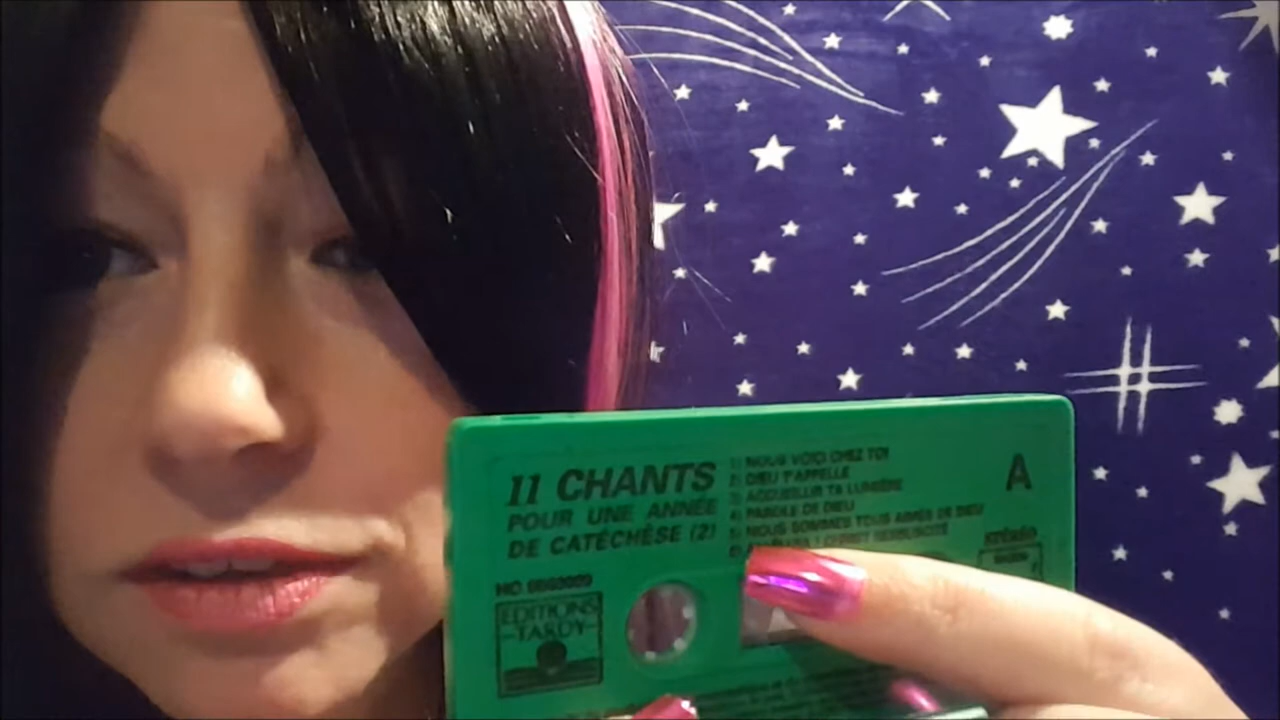 11 CHANTS
POUR UNE ANNÉE
DE CATÉCHÈSE (2)
1) NOUS VOICI CHEZ TOI
2) DIEU T'APPELLE
3) ACCUEILLIR TA LUMIÈRE
4) PAROLE DE DIEU
5) NOUS SOMMES TOUS AIMÉS DE DIEU
A
STÉRÉO
EDITIONS
TARDY